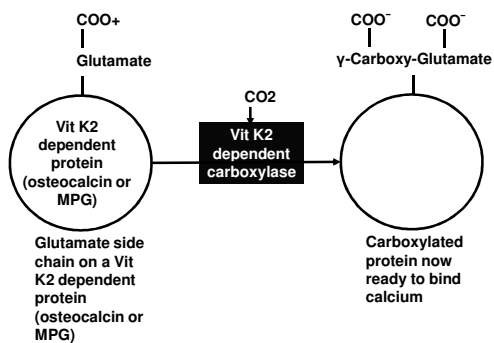 COO+
Glutamate
Vit K2
dependent
protein
(osteocalcin or
MPG)
Glutamate side
chain on a Vit
K2 dependent
protein
(osteocalcin or
MPG)
CO2
Vit K2
dependent
carboxylase
COO⁻ COO⁻
γ-Carboxy-Glutamate
Carboxylated
protein now
ready to bind
calcium